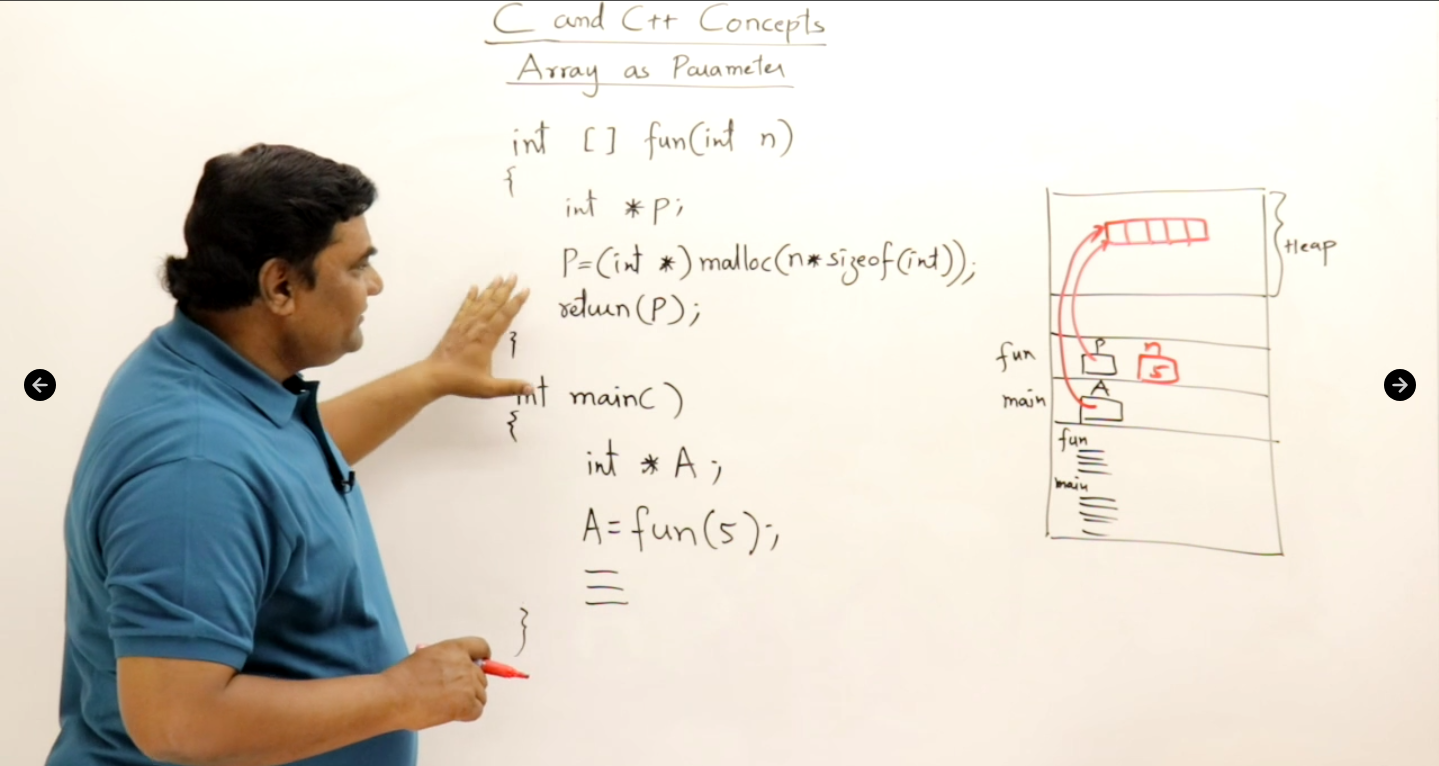 C and C++ Concepts
Array as Parameter
int [] fun(int n)
{
int *P;
P=(int *)malloc(n*sizeof(int));
return(P);
}
int main()
{
int *A;
A=fun(5);
}
Heap
fun
P
n
5
main
A
fun
main